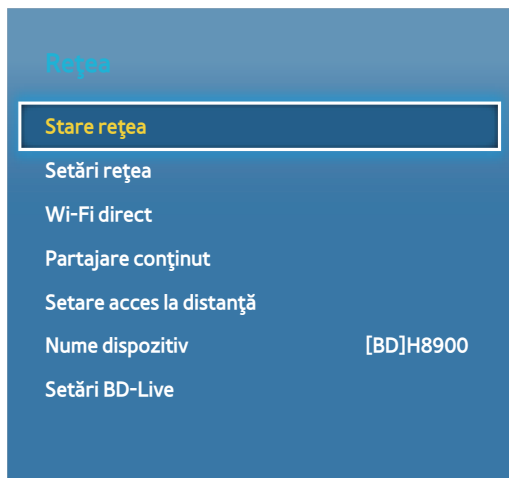 Reţea
Stare reţea
Setări reţea
Wi-Fi direct
Partajare conţinut
Setare acces la distanţă
Nume dispozitiv [BD]H8900
Setări BD-Live